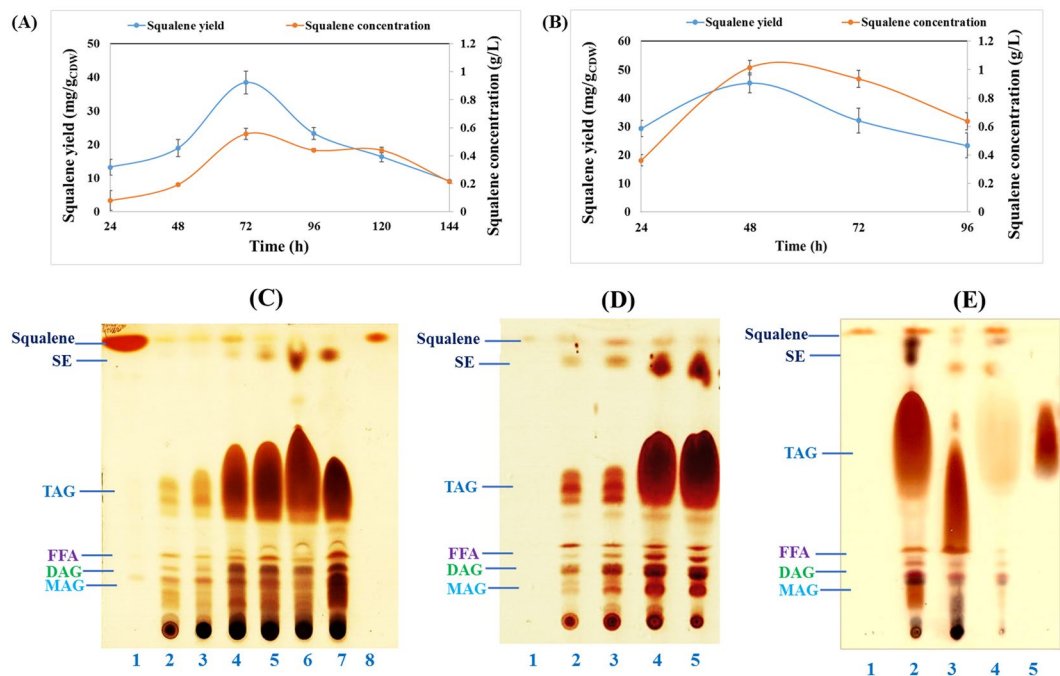 (A)
Squalene yield
Squalene concentration
Squalene yield (mg/gCDW)
50
40
30
20
10
0
1.2
1
0.8
0.6
0.4
0.2
0
Squalene concentration (g/L)
24 48 72 96 120 144
Time (h)
(B)
Squalene yield
Squalene concentration
Squalene yield (mg/gCDW)
60
50
40
30
20
10
0
1.2
1
0.8
0.6
0.4
0.2
0
Squalene concentration (g/L)
24 48 72 96
Time (h)
(C)
Squalene
SE
TAG
FFA
DAG
MAG
1 2 3 4 5 6 7 8
(D)
Squalene
SE
TAG
FFA
DAG
MAG
1 2 3 4 5
(E)
Squalene
SE
TAG
FFA
DAG
MAG
1 2 3 4 5